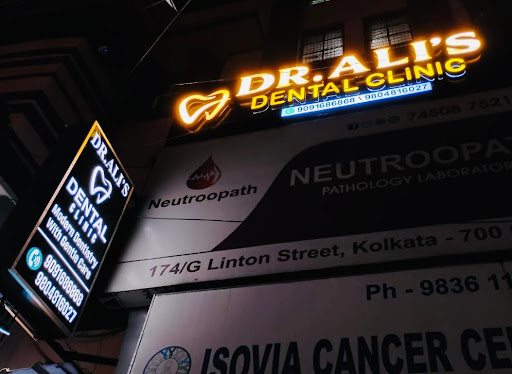 DR. ALI'S
DENTAL CLINIC
9091686868 \ 9804816027
DR.ALI'S
DENTAL
CLINIC
Modern Dentistry
With Gentle Care
9091686868
9804816027
74508 7521
Neutroopath
NEUTROOPATH
PATHOLOGY LABORATOR
174/G Linton Street, Kolkata - 700
Ph - 9836 11
ISOVIA CANCER CE